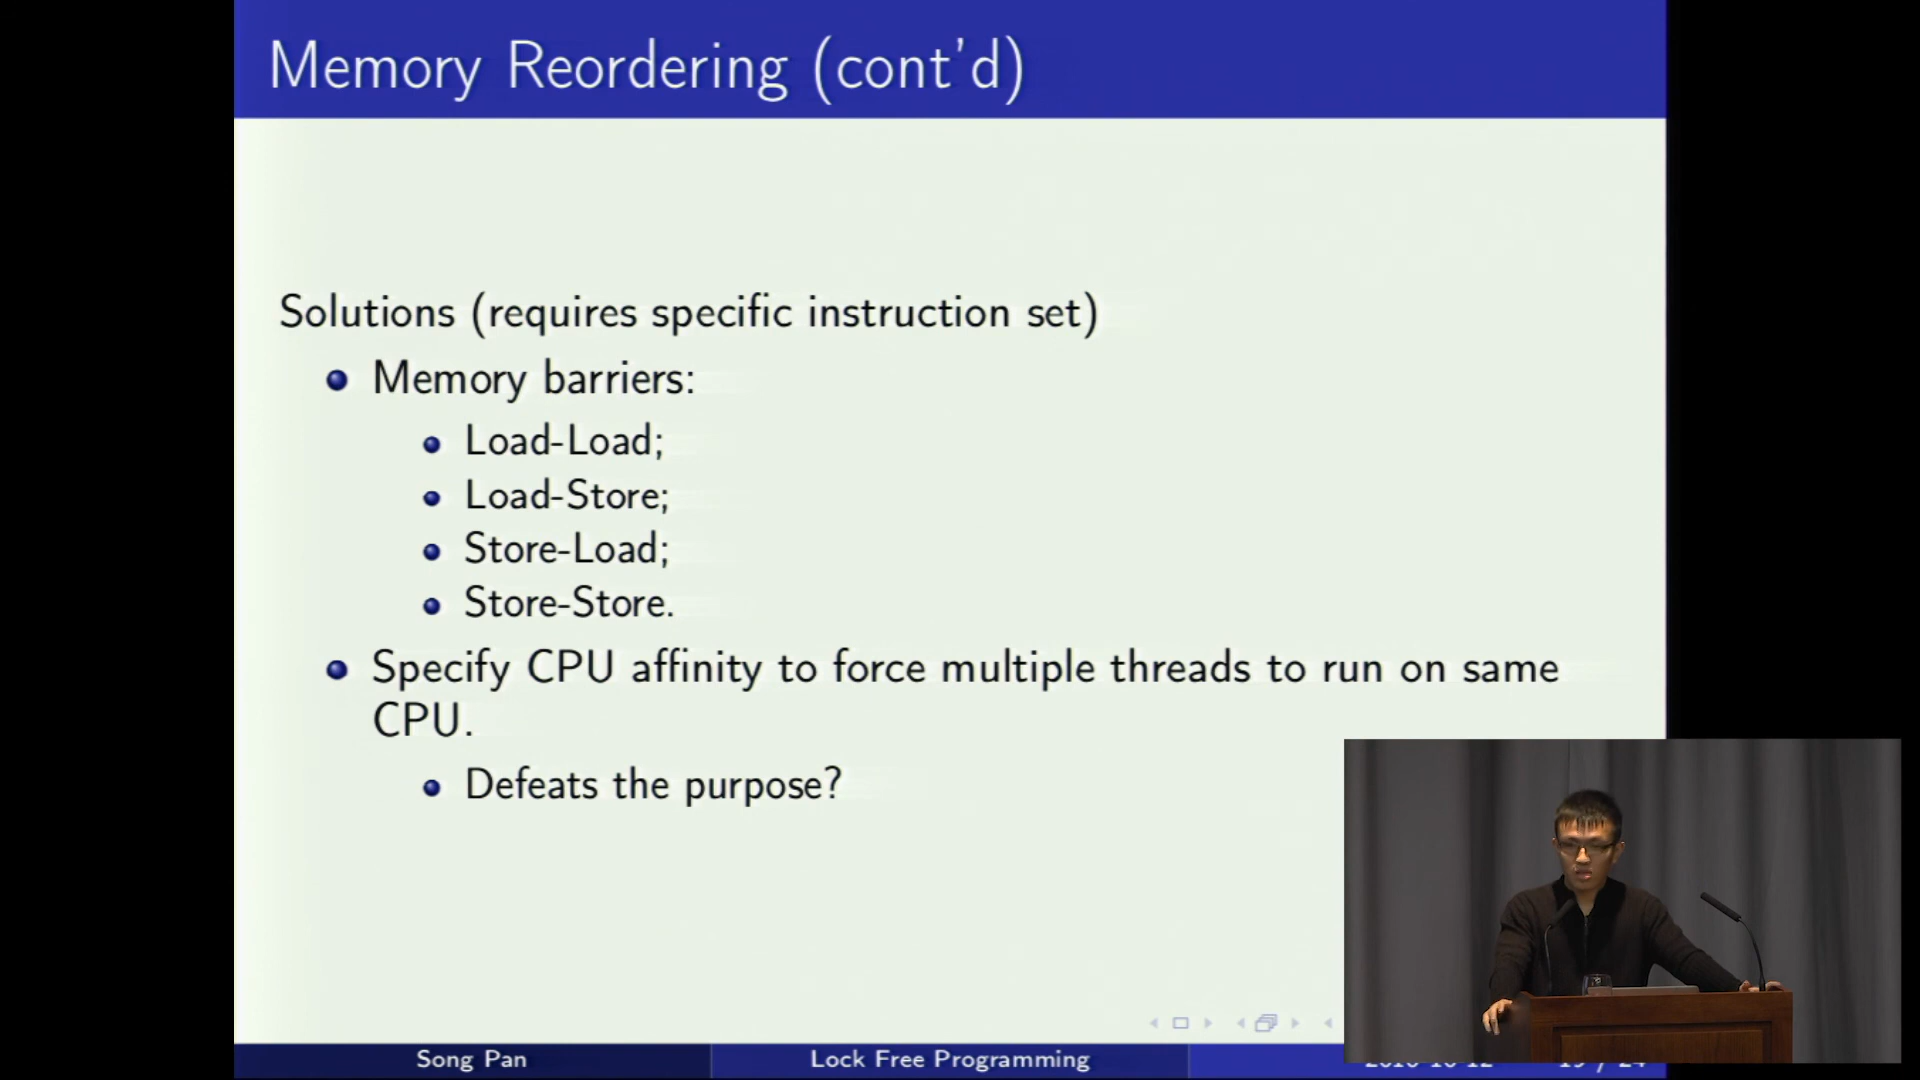 Memory Reordering (cont'd)
Solutions (requires specific instruction set)
Memory barriers:
Load-Load;
Load-Store;
Store-Load;
Store-Store.
Specify CPU affinity to force multiple threads to run on same
CPU.
Defeats the purpose?
Song Pan
Lock Free Programming